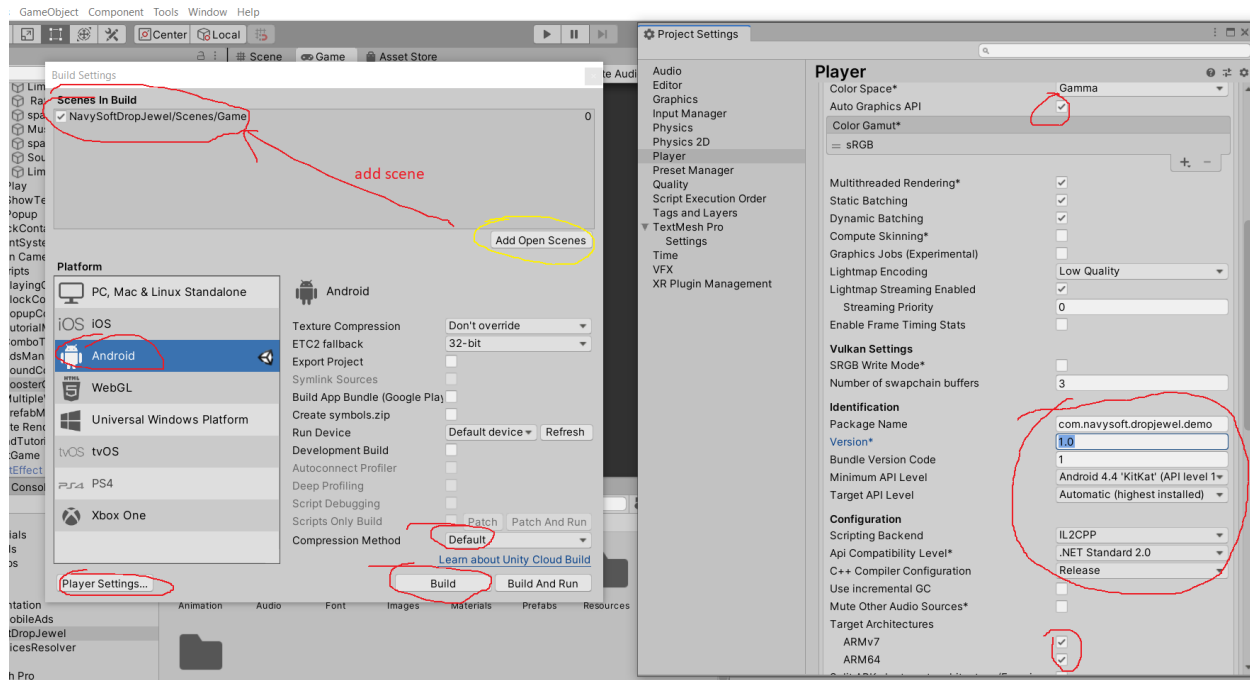 GameObject Component Tools Window Help
Center Local
Scene Game Asset Store
Build Settings
Scenes In Build
NavySoftDropJewel/Scenes/Game 0
add scene
Add Open Scenes
Platform
PC, Mac & Linux Standalone
iOS iOS
Android
HTML WebGL
Universal Windows Platform
tvOS tvOS
PS4
Xbox One
Android
Texture Compression Don't override
ETC2 fallback 32-bit
Export Project
Symlink Sources
Build App Bundle (Google Play
Create symbols.zip
Run Device Default device Refresh
Development Build
Autoconnect Profiler
Deep Profiling
Script Debugging
Scripts Only Build Patch Patch And Run
Compression Method Default
Learn about Unity Cloud Build
Player Settings... Build Build And Run
Animation Audio Font Images Materials Prefabs Resources
Project Settings
Audio
Editor
Graphics
Input Manager
Physics
Physics 2D
Player
Preset Manager
Quality
Script Execution Order
Tags and Layers
TextMesh Pro
Settings
Time
VFX
XR Plugin Management
Player
Color Space* Gamma
Auto Graphics API
Color Gamut*
sRGB
Multithreaded Rendering*
Static Batching
Dynamic Batching
Compute Skinning*
Graphics Jobs (Experimental)
Lightmap Encoding Low Quality
Lightmap Streaming Enabled
Streaming Priority 0
Enable Frame Timing Stats
Vulkan Settings
SRGB Write Mode*
Number of swapchain buffers 3
Identification
Package Name com.navysoft.dropjewel.demo
Version* 1.0
Bundle Version Code 1
Minimum API Level Android 4.4 'KitKat' (API level 1
Target API Level Automatic (highest installed)
Configuration
Scripting Backend IL2CPP
Api Compatibility Level* .NET Standard 2.0
C++ Compiler Configuration Release
Use incremental GC
Mute Other Audio Sources*
Target Architectures
ARMv7
ARM64